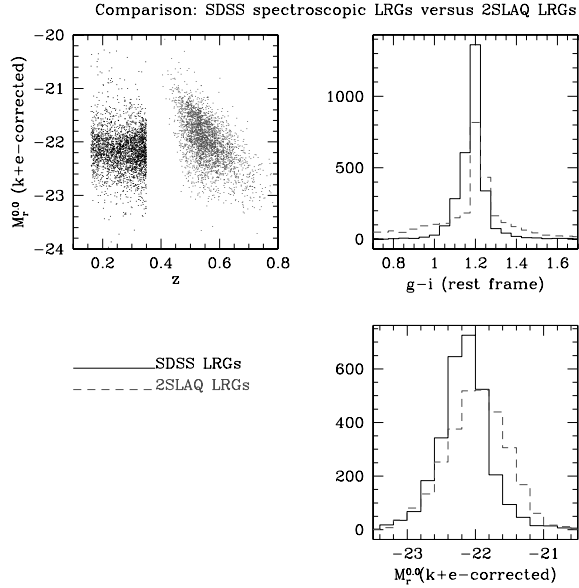 Comparison: SDSS spectroscopic LRGs versus 2SLAQ LRGs
-20
-21
-22
-23
-24
M_r^0.0 (k+e-corrected)
0.2 0.4 0.6 0.8
z
1000
500
0
0.8 1 1.2 1.4 1.6
g-i (rest frame)
SDSS LRGs
2SLAQ LRGs
600
400
200
0
-23 -22 -21
M_r^0.0(k+e-corrected)